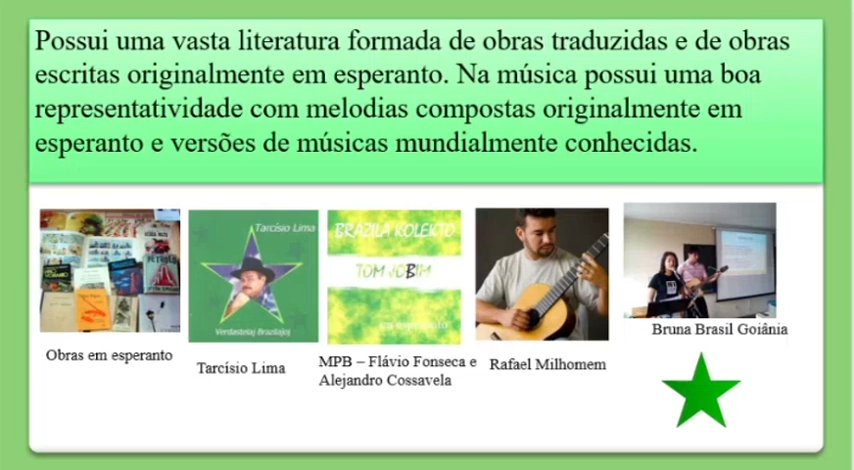 Possui uma vasta literatura formada de obras traduzidas e de obras
escritas originalmente em esperanto. Na música possui uma boa
representatividade com melodias compostas originalmente em
esperanto e versões de músicas mundialmente conhecidas.
Tarcísio Lima
Verdastelaj Brazilajoj
BRAZILA KOLEKTO
TOM JOBIM
en esperanto
Obras em esperanto
Tarcísio Lima
MPB – Flávio Fonseca e
Alejandro Cossavela
Rafael Milhomem
Bruna Brasil Goiânia